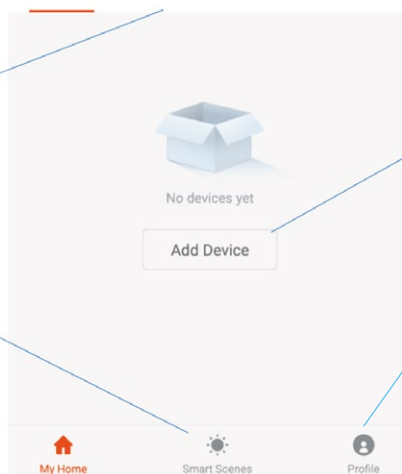 No devices yet
Add Device
My Home
Smart Scenes
Profile